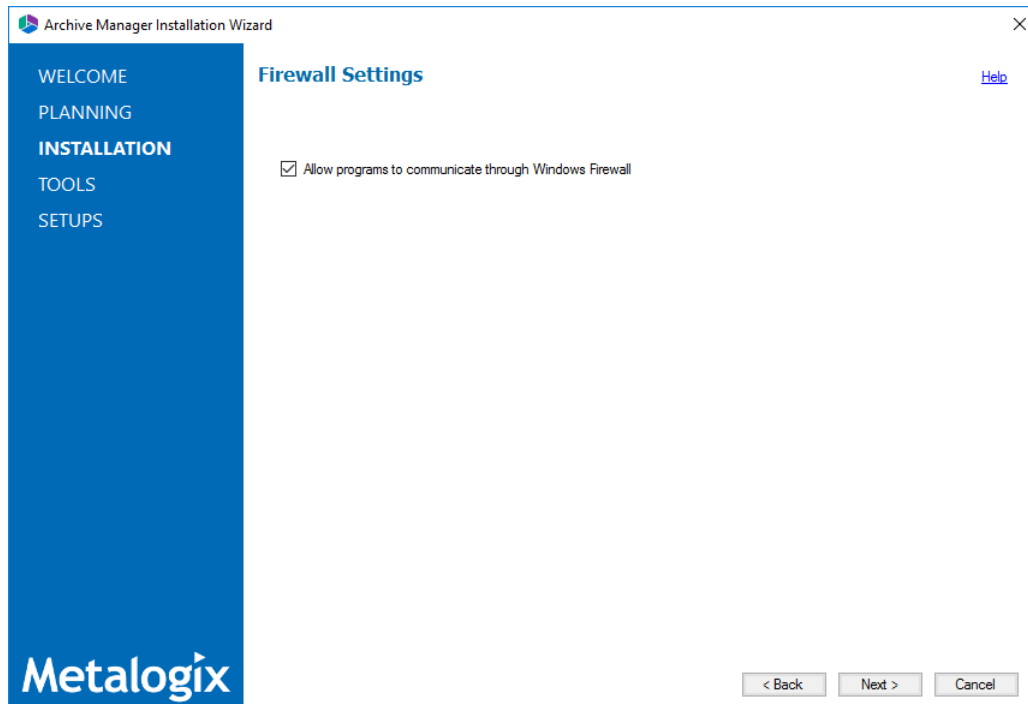 Archive Manager Installation Wizard
WELCOME
PLANNING
INSTALLATION
TOOLS
SETUPS
Firewall Settings
Help
Allow programs to communicate through Windows Firewall
Metalogix
< Back
Next >
Cancel